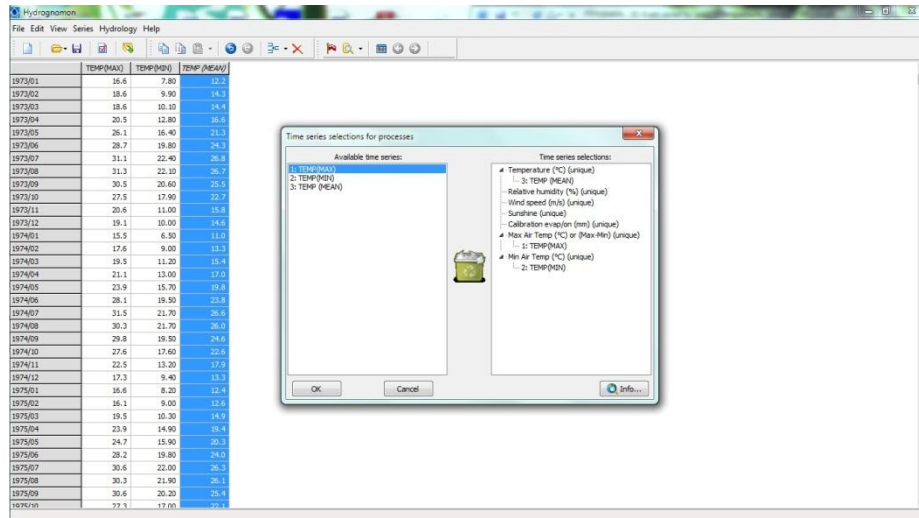 Hydrognomon
File Edit View Series Hydrology Help
TEMP(MAX) TEMP(MIN) TEMP (MEAN)
1973/01 16.6 7.80 12.2
1973/02 18.6 9.90 14.3
1973/03 18.6 10.10 14.4
1973/04 20.5 12.80 16.6
1973/05 26.1 16.40 21.3
1973/06 28.7 19.80 24.3
1973/07 31.1 22.40 26.8
1973/08 31.3 22.10 26.7
1973/09 30.5 20.60 25.5
1973/10 27.5 17.90 22.7
1973/11 20.6 11.00 15.8
1973/12 19.1 10.00 14.6
1974/01 15.5 6.50 11.0
1974/02 17.6 9.00 13.3
1974/03 19.5 11.20 15.4
1974/04 21.1 13.00 17.0
1974/05 23.9 15.70 19.8
1974/06 28.1 19.50 23.8
1974/07 31.5 21.70 26.6
1974/08 30.3 21.70 26.0
1974/09 29.8 19.50 24.6
1974/10 27.6 17.60 22.6
1974/11 22.5 13.20 17.9
1974/12 17.3 9.40 13.3
1975/01 16.6 8.20 12.4
1975/02 16.1 9.00 12.6
1975/03 19.5 10.30 14.9
1975/04 23.9 14.90 19.4
1975/05 24.7 15.90 20.3
1975/06 28.2 19.80 24.0
1975/07 30.6 22.00 26.3
1975/08 30.3 21.90 26.1
1975/09 30.6 20.20 25.4
1975/10 27.3 17.00 22.1
Time series selections for processes
Available time series:
1: TEMP(MAX)
2: TEMP(MIN)
3: TEMP (MEAN)
Time series selections:
Temperature (°C) (unique)
3: TEMP (MEAN)
Relative humidity (%) (unique)
Wind speed (m/s) (unique)
Sunshine (unique)
Calibration evap/on (mm) (unique)
Max Air Temp (°C) or (Max-Min) (unique)
1: TEMP(MAX)
Min Air Temp (°C) (unique)
2: TEMP(MIN)
OK Cancel Info...